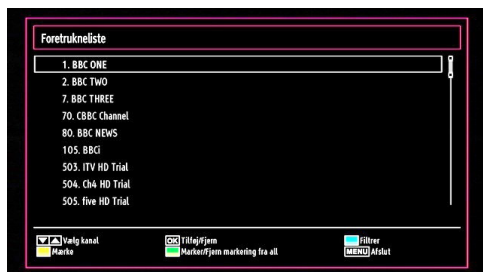 Foretrukneliste
1. BBC ONE
2. BBC TWO
7. BBC THREE
70. CBBC Channel
80. BBC NEWS
105. BBCi
503. ITV HD Trial
504. Ch4 HD Trial
505. five HD Trial
Vælg kanal OK Tilføj/Fjern Filtrer
Mærke Marker/Fjern markering fra all MENU Afslut